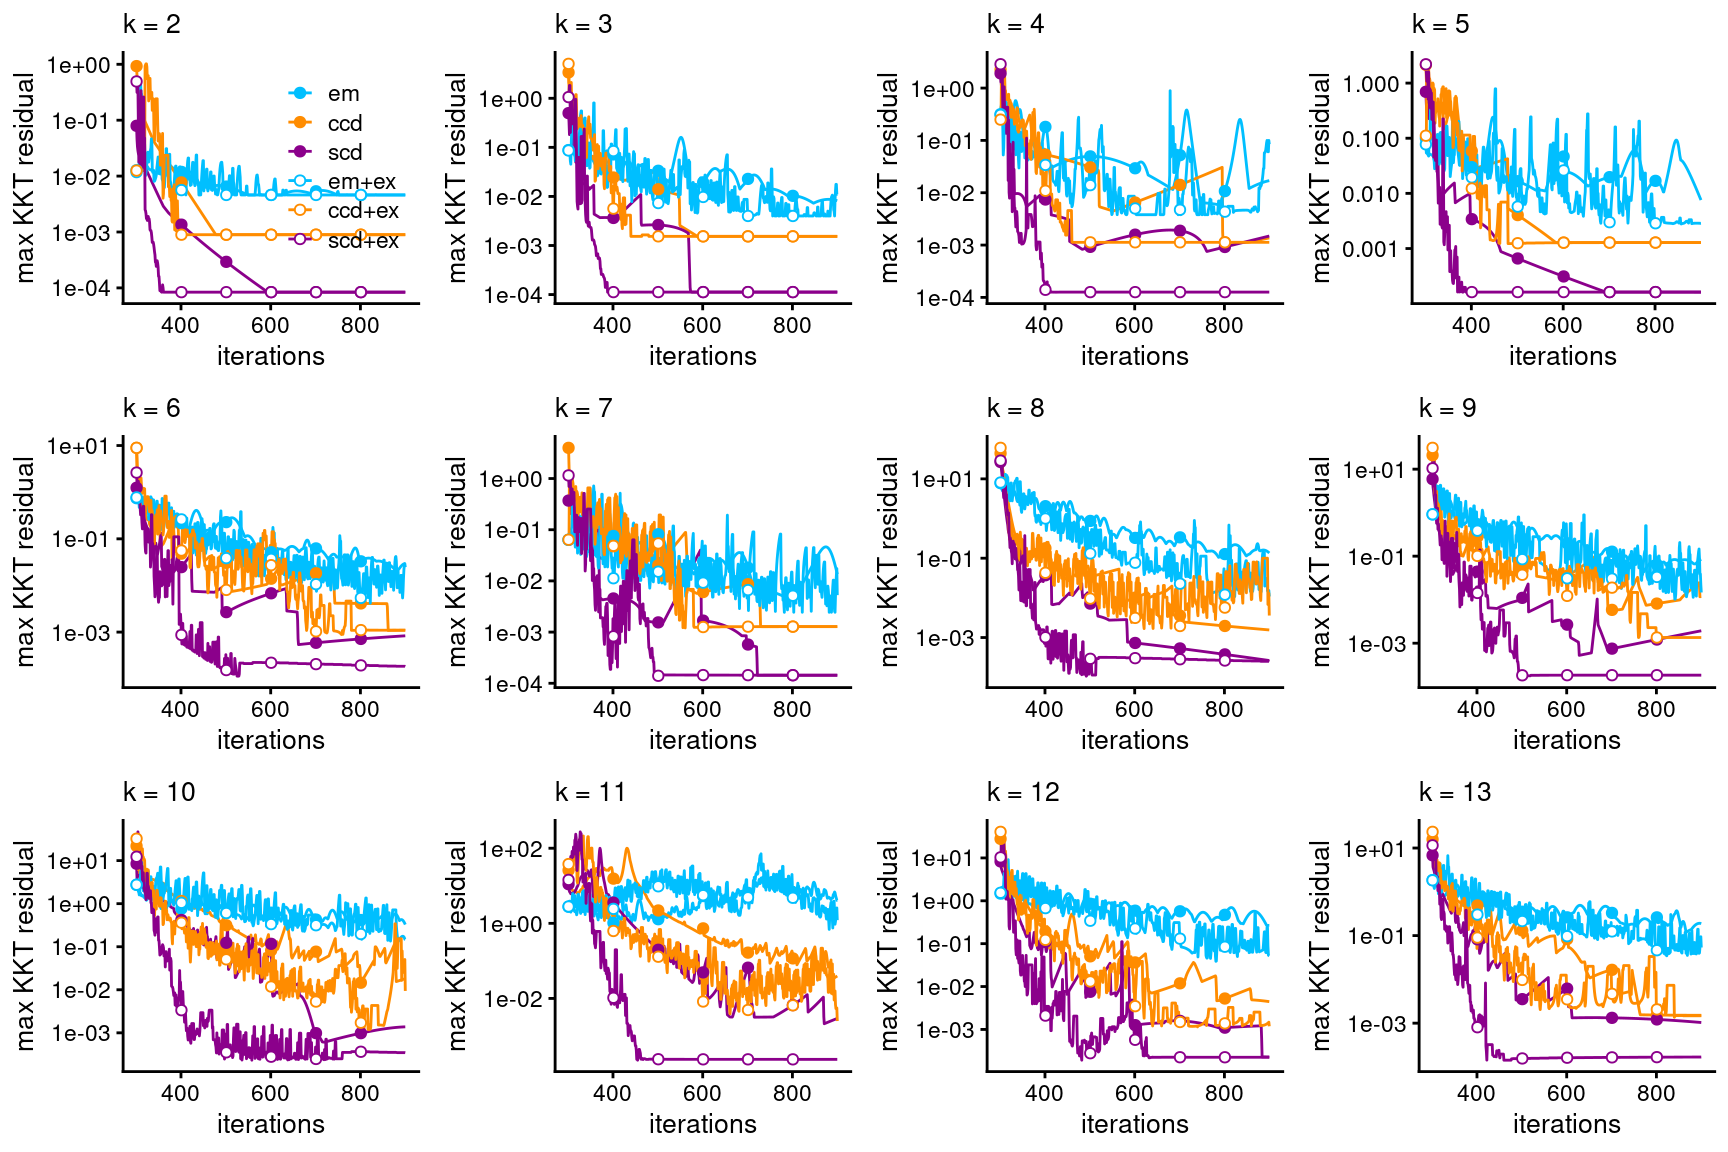 k = 2
max KKT residual
1e+00
1e-01
1e-02
1e-03
1e-04
em
ccd
scd
em+ex
ccd+ex
scd+ex
400
600
800
iterations
k = 3
max KKT residual
1e+00
1e-01
1e-02
1e-03
1e-04
400
600
800
iterations
k = 4
max KKT residual
1e+00
1e-01
1e-02
1e-03
1e-04
400
600
800
iterations
k = 5
max KKT residual
1.000
0.100
0.010
0.001
400
600
800
iterations
k = 6
max KKT residual
1e+01
1e-01
1e-03
400
600
800
iterations
k = 7
max KKT residual
1e+00
1e-01
1e-02
1e-03
1e-04
400
600
800
iterations
k = 8
max KKT residual
1e+01
1e-01
1e-03
400
600
800
iterations
k = 9
max KKT residual
1e+01
1e-01
1e-03
400
600
800
iterations
k = 10
max KKT residual
1e+01
1e+00
1e-01
1e-02
1e-03
400
600
800
iterations
k = 11
max KKT residual
1e+02
1e+00
1e-02
400
600
800
iterations
k = 12
max KKT residual
1e+01
1e+00
1e-01
1e-02
1e-03
400
600
800
iterations
k = 13
max KKT residual
1e+01
1e-01
1e-03
400
600
800
iterations